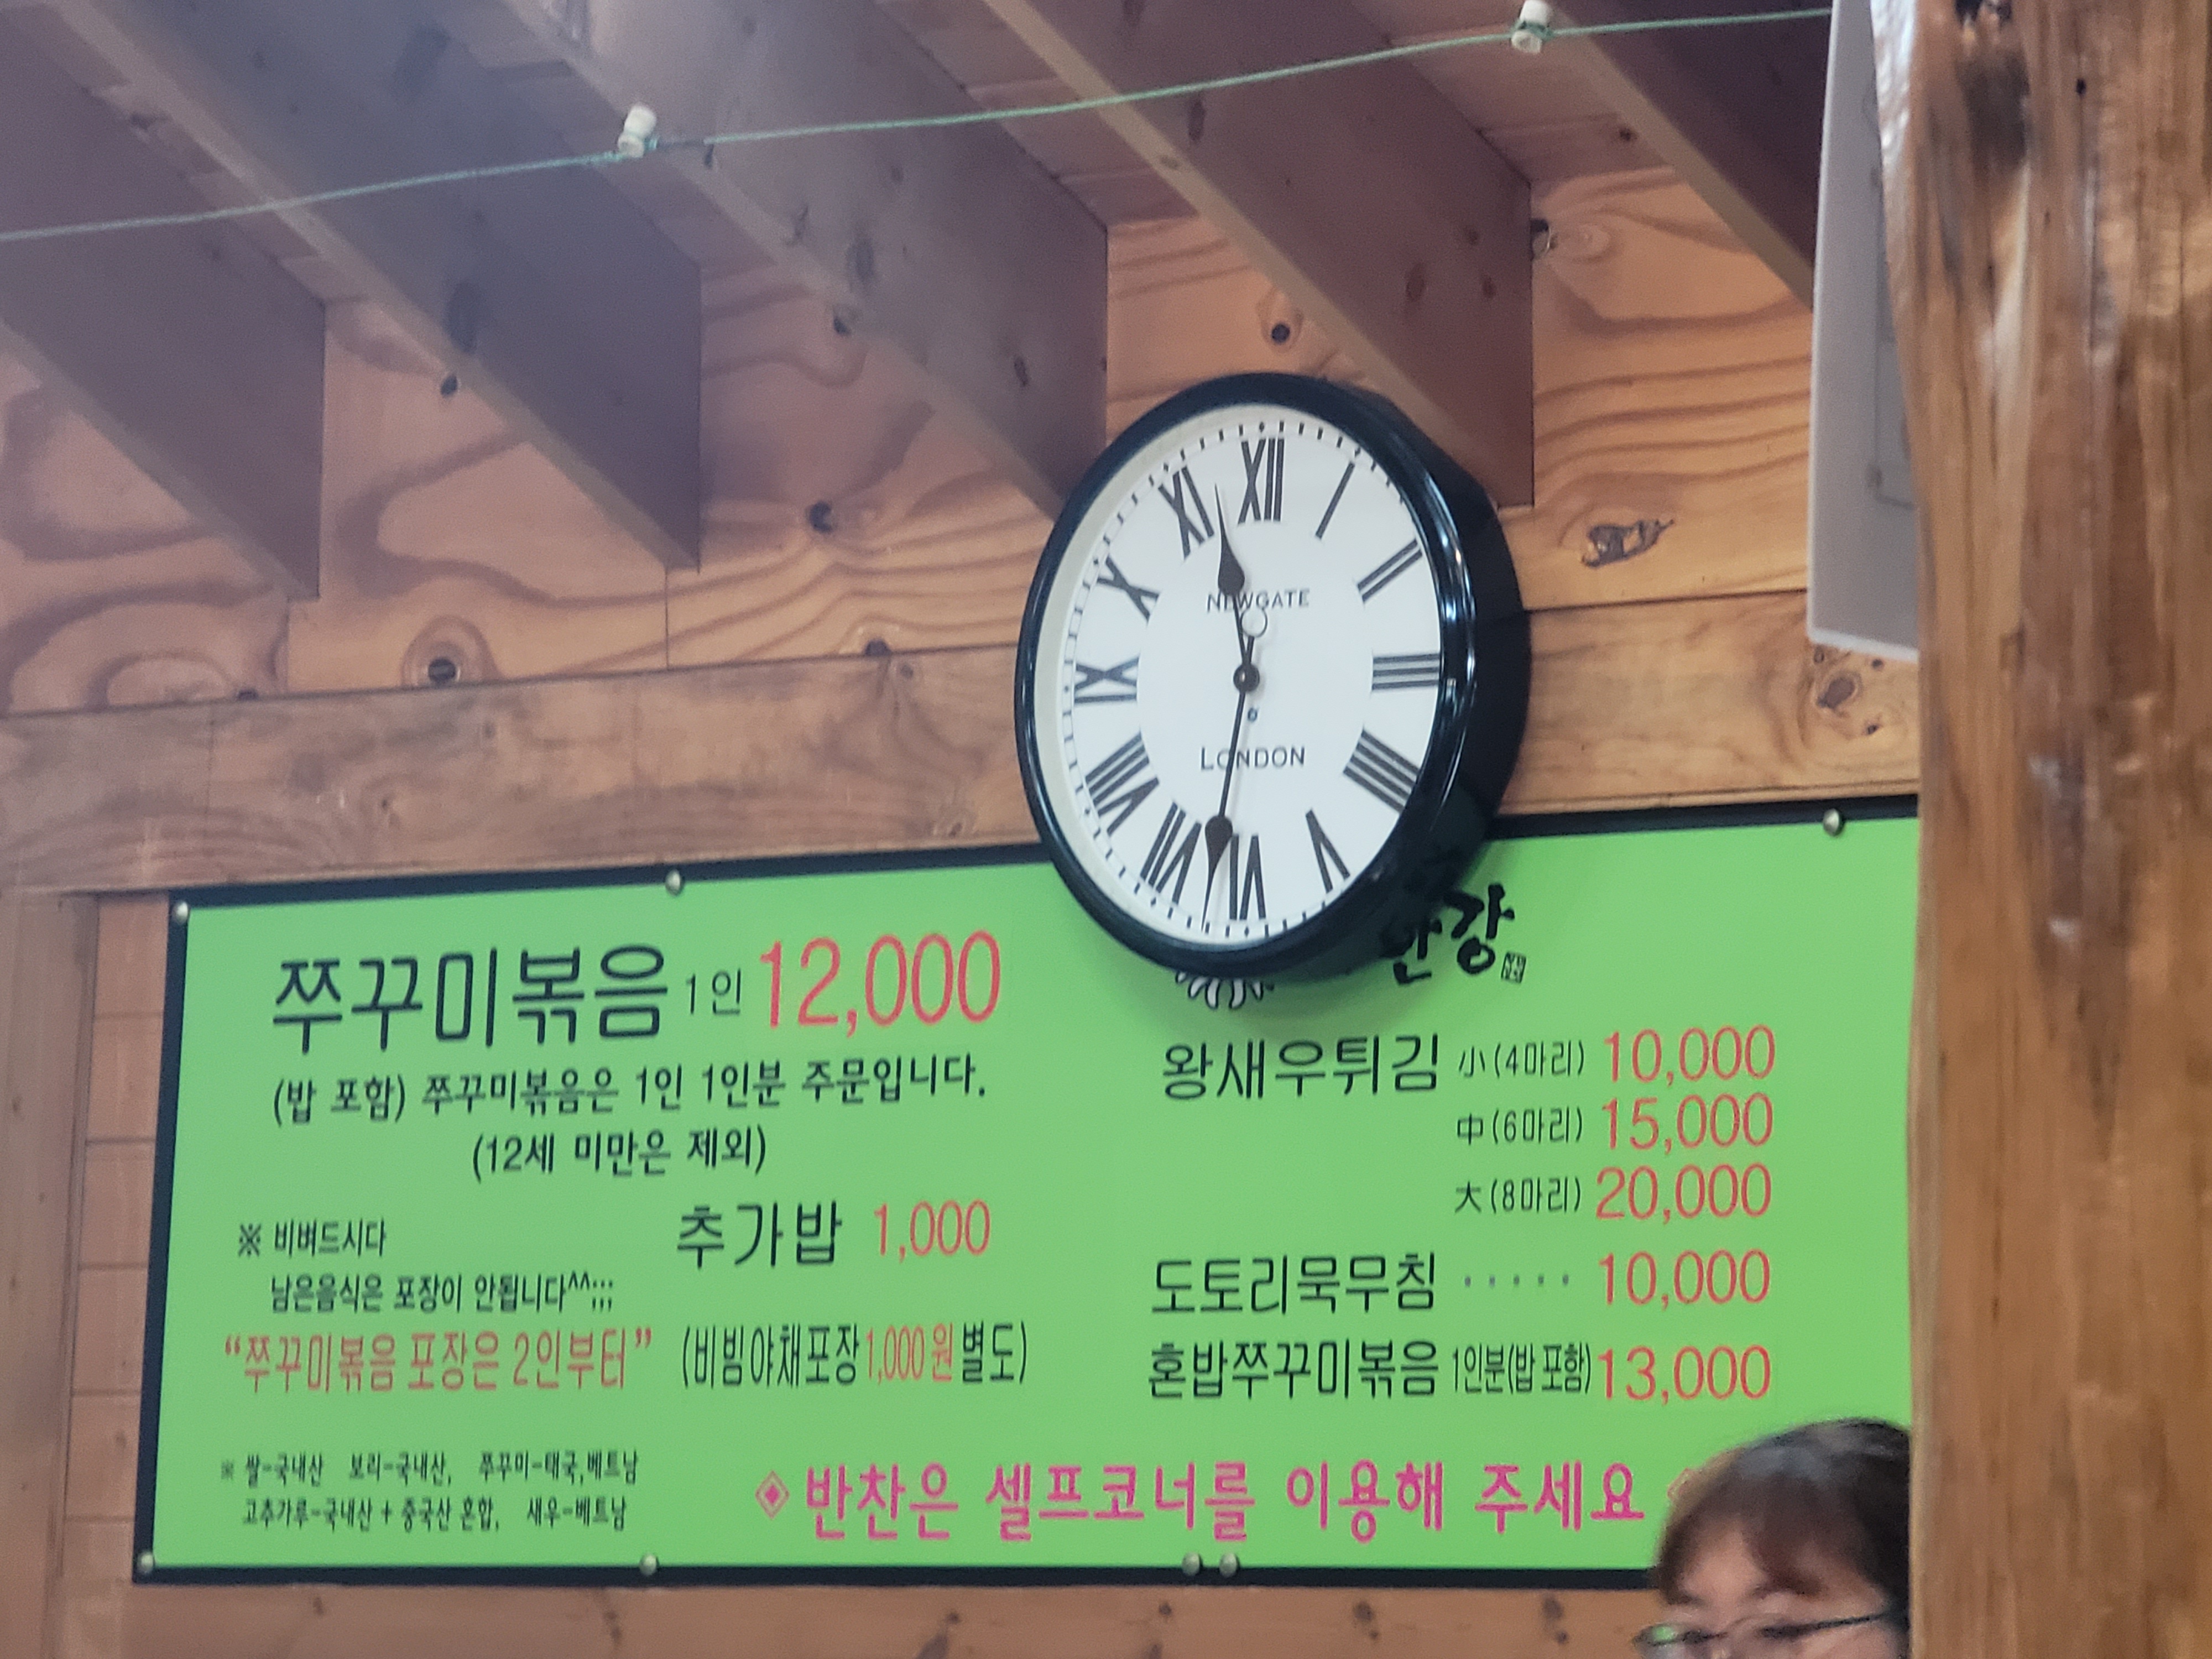 XII
I
II
III
IIII
V
VI
VII
VIII
IX
X
XI
NEWGATE
LONDON
쭈꾸미볶음 1인 12,000
(밥 포함) 쭈꾸미볶음은 1인 1인분 주문입니다.
(12세 미만은 제외)
추가밥 1,000
※ 비벼드시다
남은음식은 포장이 안됩니다^^;;;
“쭈꾸미볶음 포장은 2인부터” (비빔야채포장 1,000원 별도)
※ 쌀-국내산 보리-국내산, 쭈꾸미-태국,베트남
고추가루-국내산 + 중국산 혼합, 새우-베트남
왕새우튀김 小(4마리) 10,000
中(6마리) 15,000
大(8마리) 20,000
도토리묵무침 ····· 10,000
혼밥쭈꾸미볶음 1인분(밥 포함) 13,000
◈ 반찬은 셀프코너를 이용해 주세요